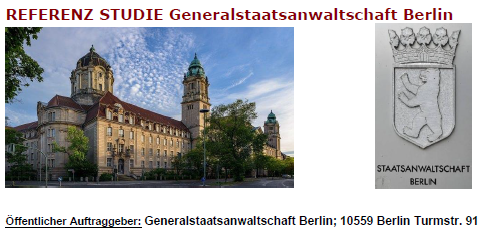 REFERENZ STUDIE Generalstaatsanwaltschaft Berlin
STAATSANWALTSCHAFT
BERLIN
Öffentlicher Auftraggeber: Generalstaatsanwaltschaft Berlin; 10559 Berlin Turmstr. 91